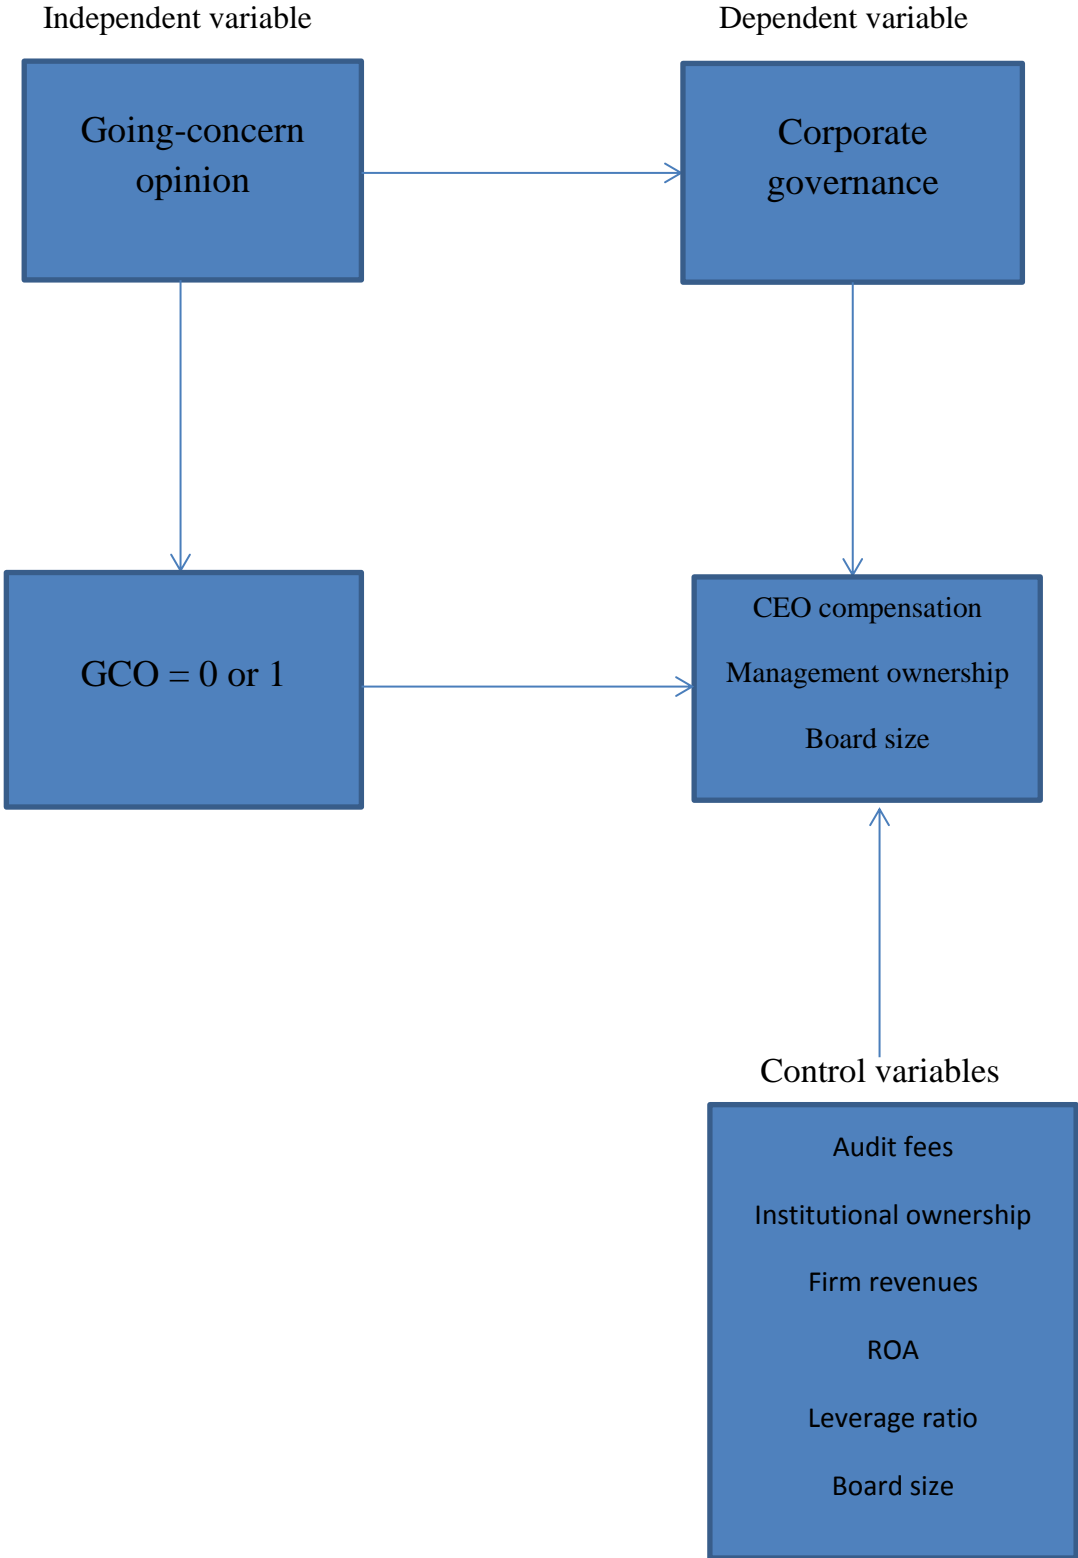 Independent variable
Dependent variable
Going-concern
opinion
Corporate
governance
GCO = 0 or 1
CEO compensation
Management ownership
Board size
Control variables
Audit fees
Institutional ownership
Firm revenues
ROA
Leverage ratio
Board size